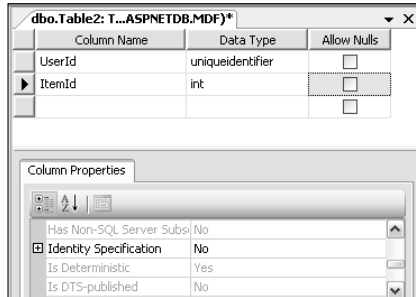 dbo.Table2: T...ASPNETDB.MDF)*
Column Name Data Type Allow Nulls
UserId uniqueidentifier
ItemId int
Column Properties
Has Non-SQL Server Subs No
Identity Specification No
Is Deterministic Yes
Is DTS-published No